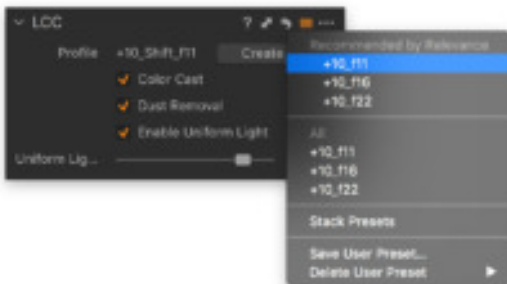 LCC
Profile +10_Shift_f11 Create
Color Cast
Dust Removal
Enable Uniform Light
Uniform Lig...
Recommended by Relevance
+10_f11
+10_f16
+10_f22
All
+10_f11
+10_f16
+10_f22
Stack Presets
Save User Preset...
Delete User Preset